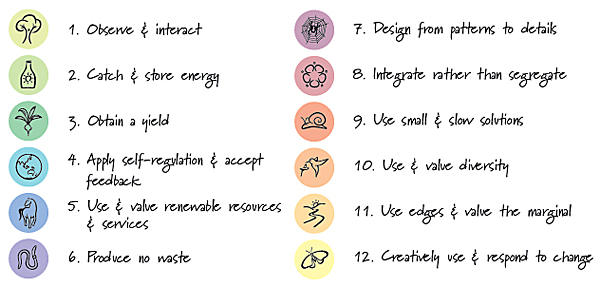 1. Observe & interact
2. Catch & store energy
3. Obtain a yield
4. Apply self-regulation & accept
feedback
5. Use & value renewable resources
& services
6. Produce no waste
7. Design from patterns to details
8. Integrate rather than segregate
9. Use small & slow solutions
10. Use & value diversity
11. Use edges & value the marginal
12. Creatively use & respond to change